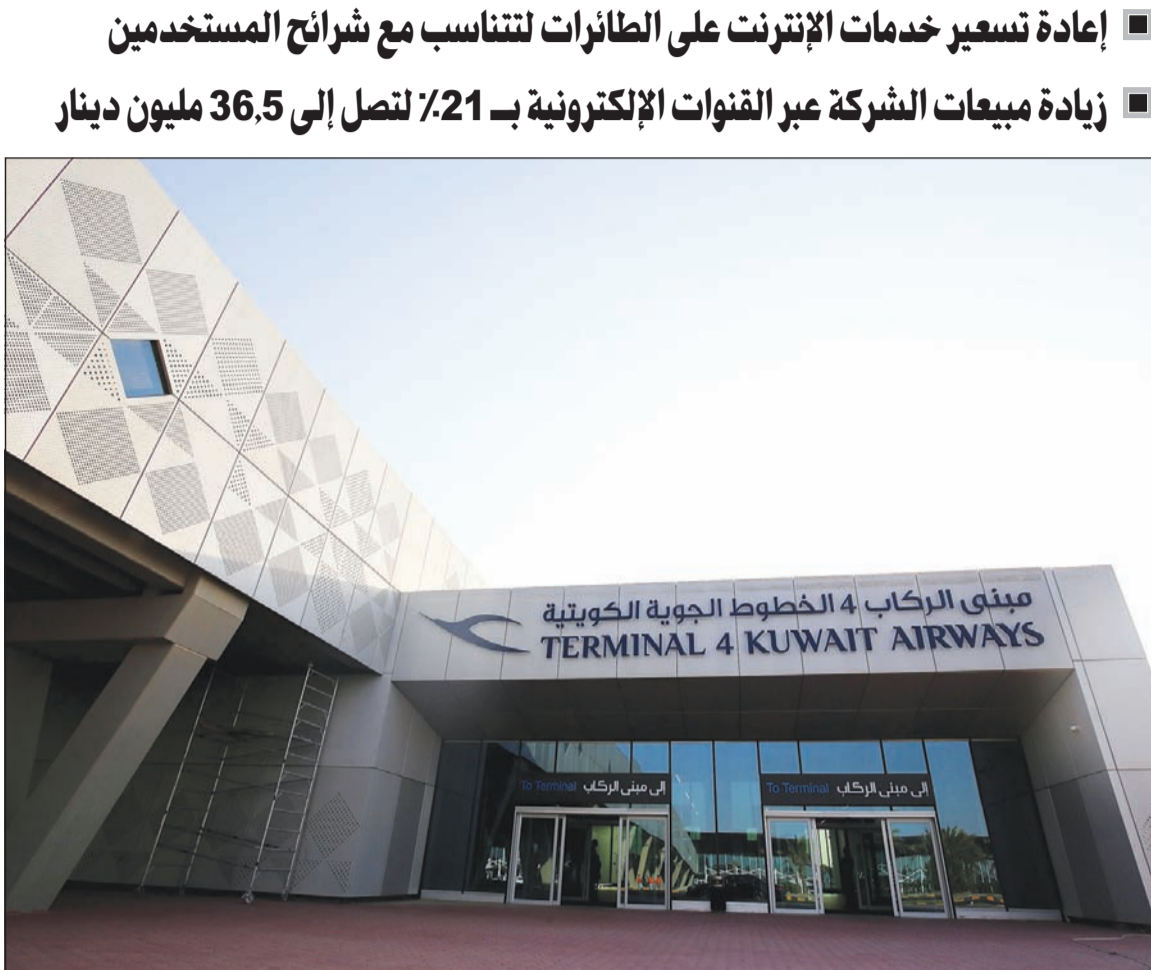 ■ إعادة تسعير خدمات الإنترنت على الطائرات لتتناسب مع شرائح المستخدمين
■ زيادة مبيعات الشركة عبر القنوات الإلكترونية بـ 21٪ لتصل إلى 36,5 مليون دينار
مبنى الركاب 4 الخطوط الجوية الكويتية
TERMINAL 4 KUWAIT AIRWAYS
To Terminal إلى مبنى الركاب
To Terminal إلى مبنى الركاب